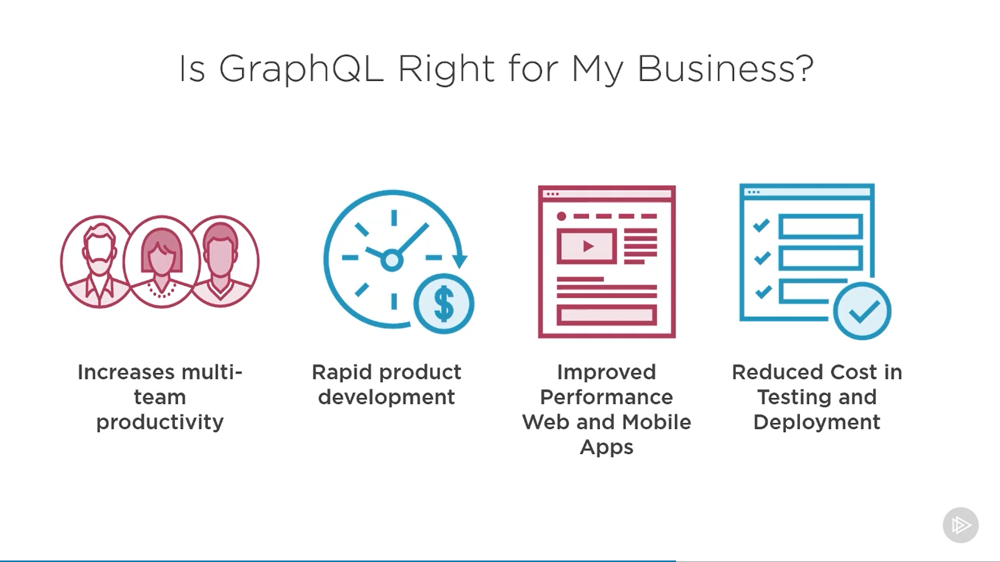 Is GraphQL Right for My Business?
Increases multi-
team
productivity
Rapid product
development
Improved
Performance
Web and Mobile
Apps
Reduced Cost in
Testing and
Deployment